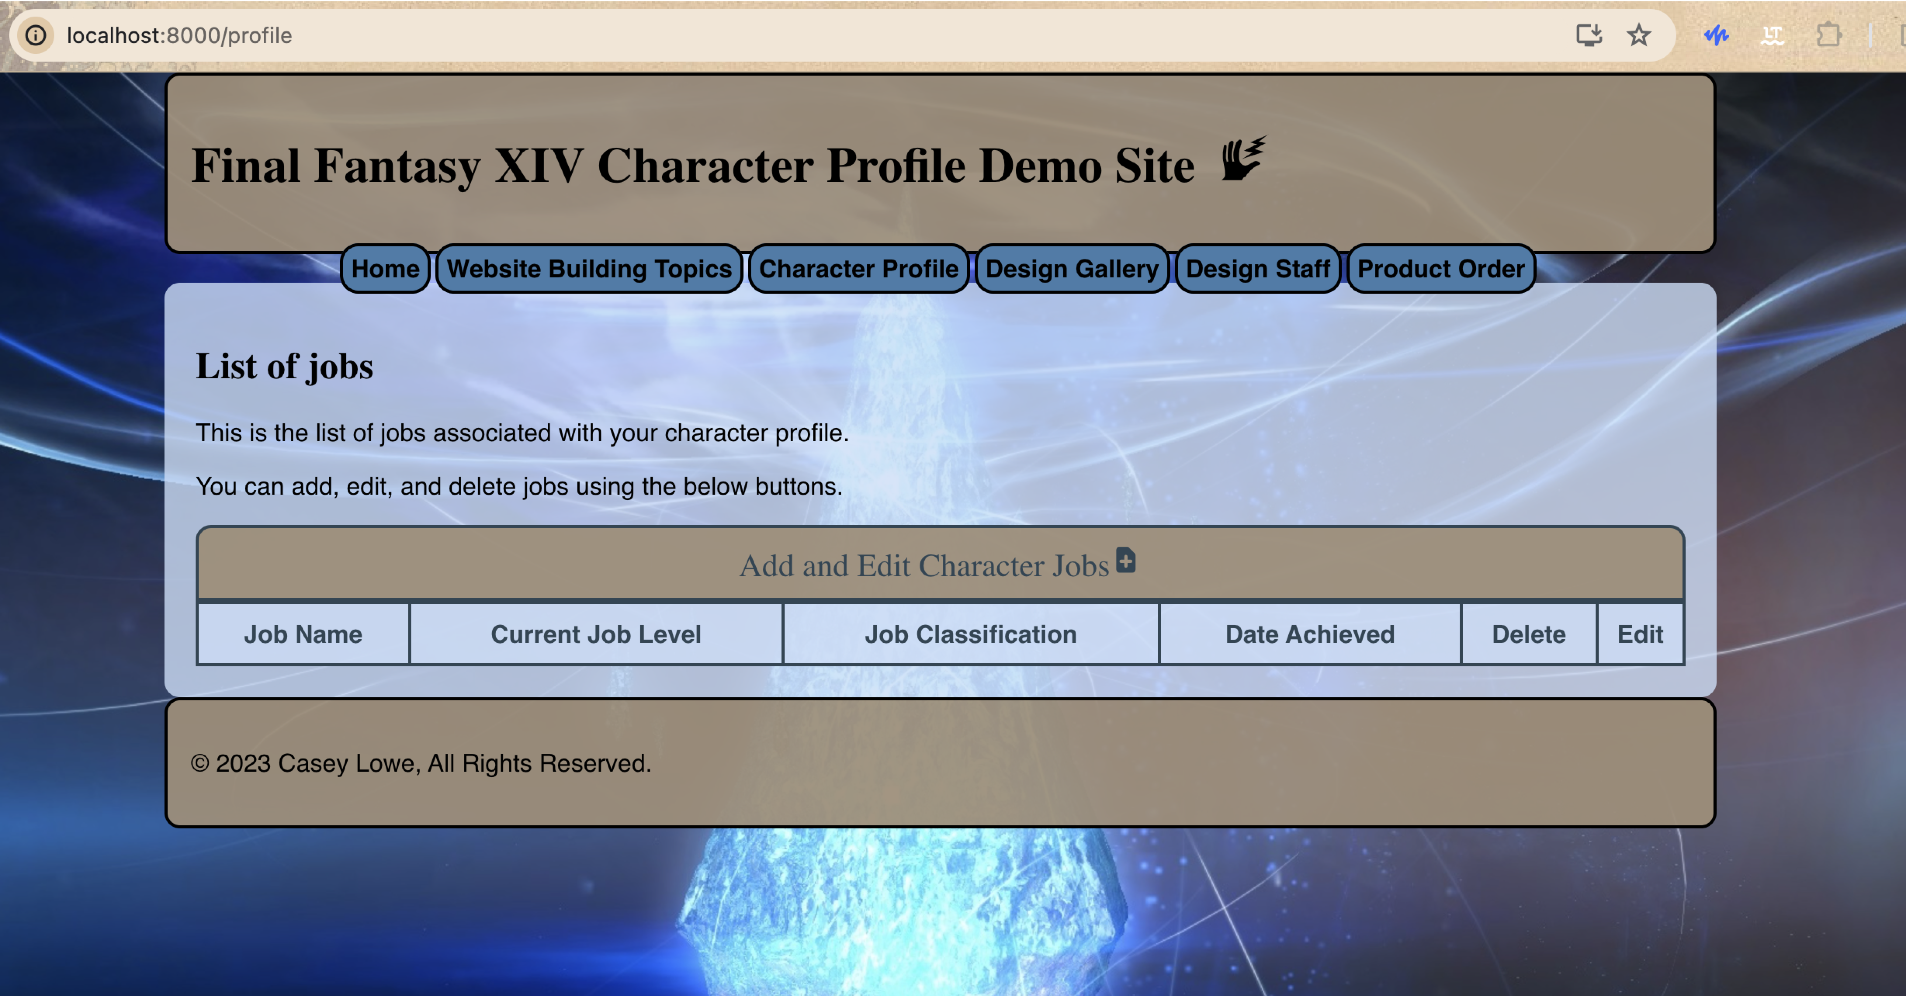 localhost:8000/profile
Final Fantasy XIV Character Profile Demo Site
Home Website Building Topics Character Profile Design Gallery Design Staff Product Order
List of jobs
This is the list of jobs associated with your character profile.
You can add, edit, and delete jobs using the below buttons.
Add and Edit Character Jobs
Job Name Current Job Level Job Classification Date Achieved Delete Edit
© 2023 Casey Lowe, All Rights Reserved.